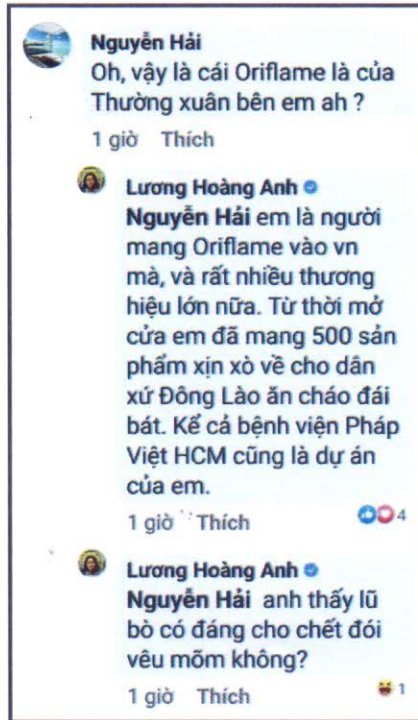 Nguyễn Hải
Oh, vậy là cái Oriflame là của
Thường xuân bên em ah ?
1 giờ Thích
Lương Hoàng Anh
Nguyễn Hải em là người
mang Oriflame vào vn
mà, và rất nhiều thương
hiệu lớn nữa. Từ thời mở
cửa em đã mang 500 sản
phẩm xịn xò về cho dân
xứ Đông Lào ăn cháo đái
bát. Kể cả bệnh viện Pháp
Việt HCM cũng là dự án
của em.
1 giờ Thích 4
Lương Hoàng Anh
Nguyễn Hải anh thấy lũ
bò có đáng cho chết đói
vêu mõm không?
1 giờ Thích 1